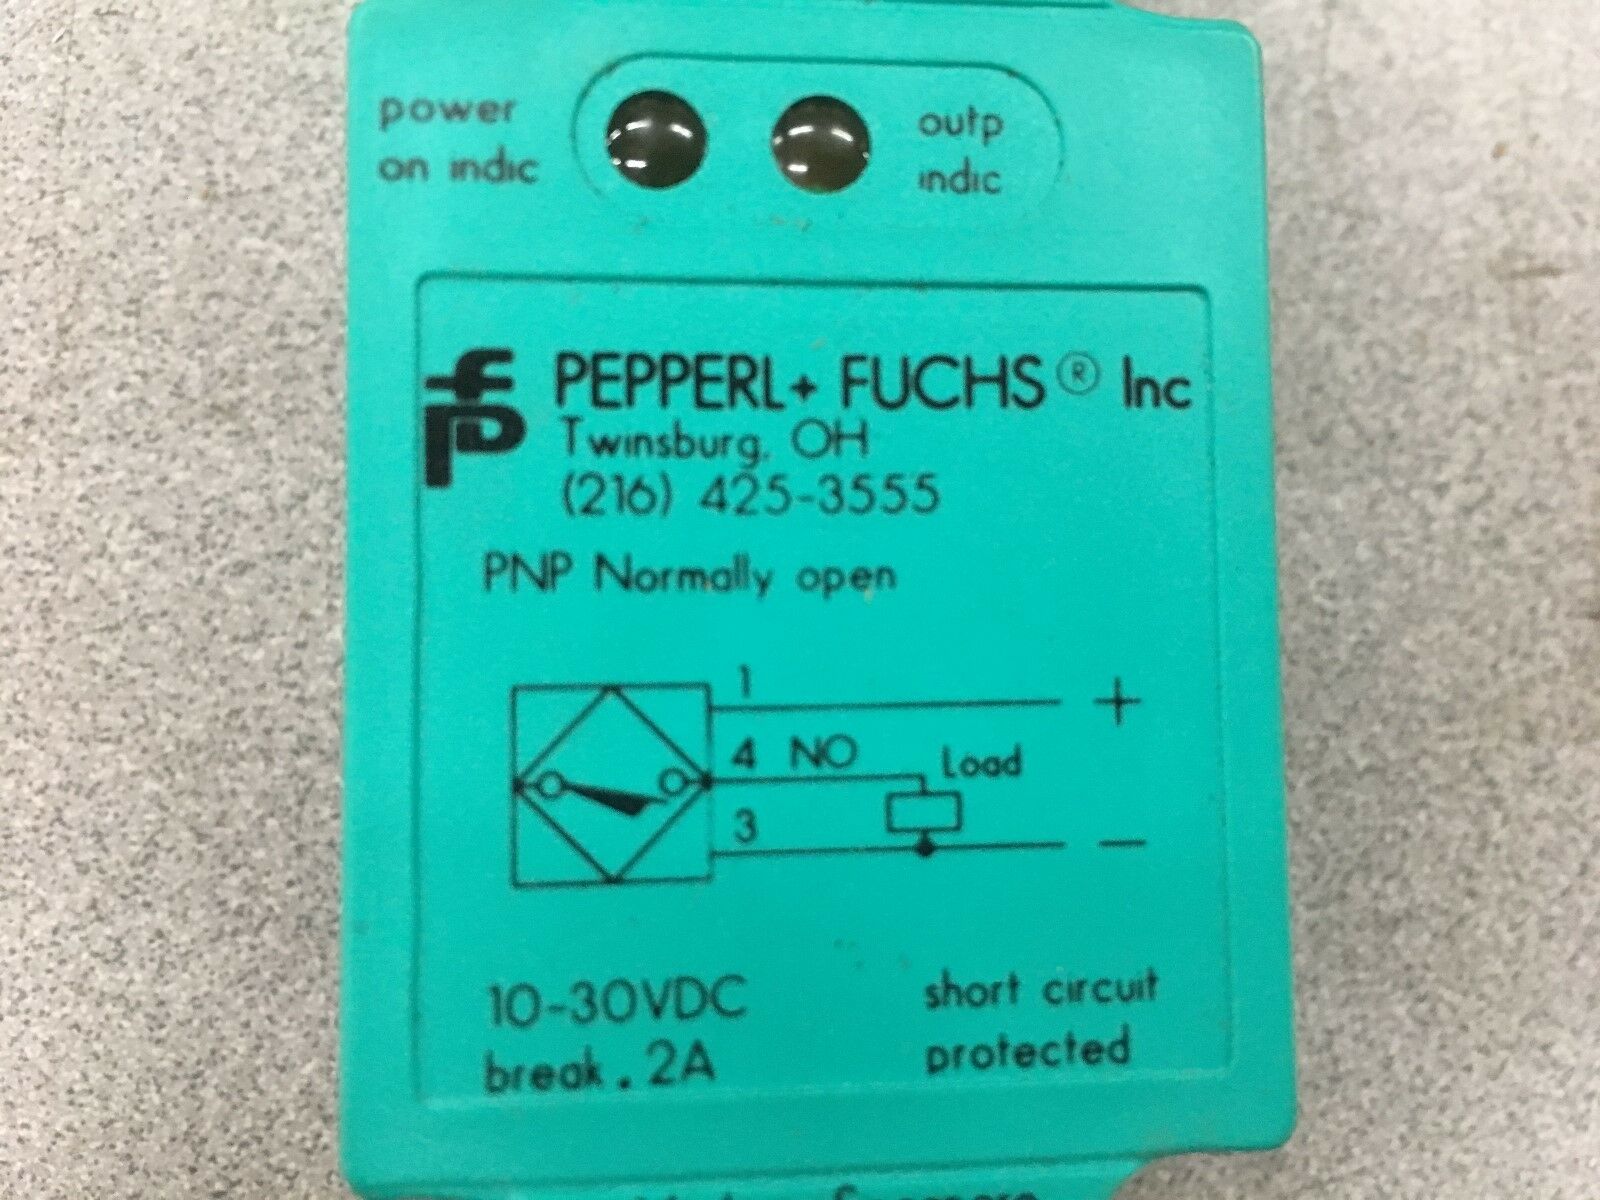 power
on indic
outp
indic
PEPPERL + FUCHS ® Inc
Twinsburg, OH
(216) 425-3555
PNP Normally open
1
+
4 NO
Load
3
−
10-30VDC
break .2A
short circuit
protected